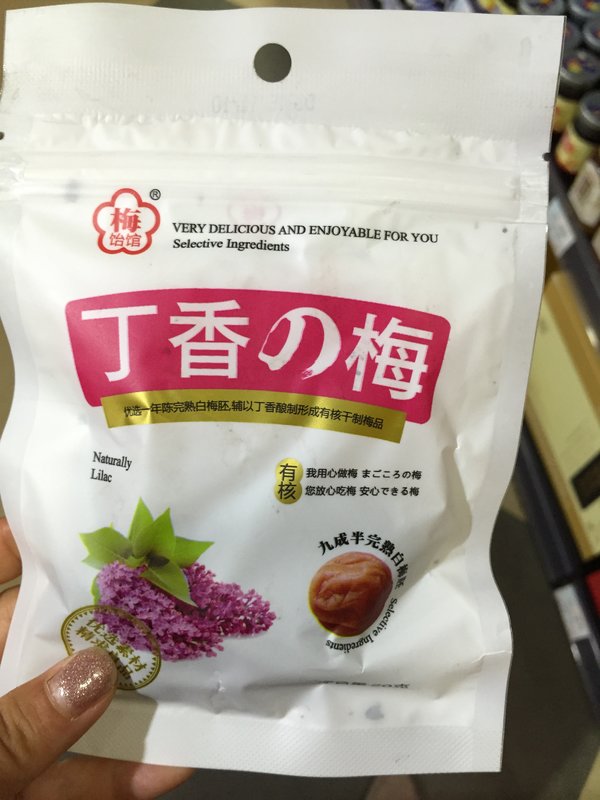 梅
饴馆
®
VERY DELICIOUS AND ENJOYABLE FOR YOU
Selective Ingredients
丁香の梅
优选一年陈完熟白梅胚,辅以丁香酿制形成有核干制梅品
Naturally
Lilac
有核
我用心做梅 まごころの梅
您放心吃梅 安心できる梅
九成半完熟白梅胚
Selective Ingredients